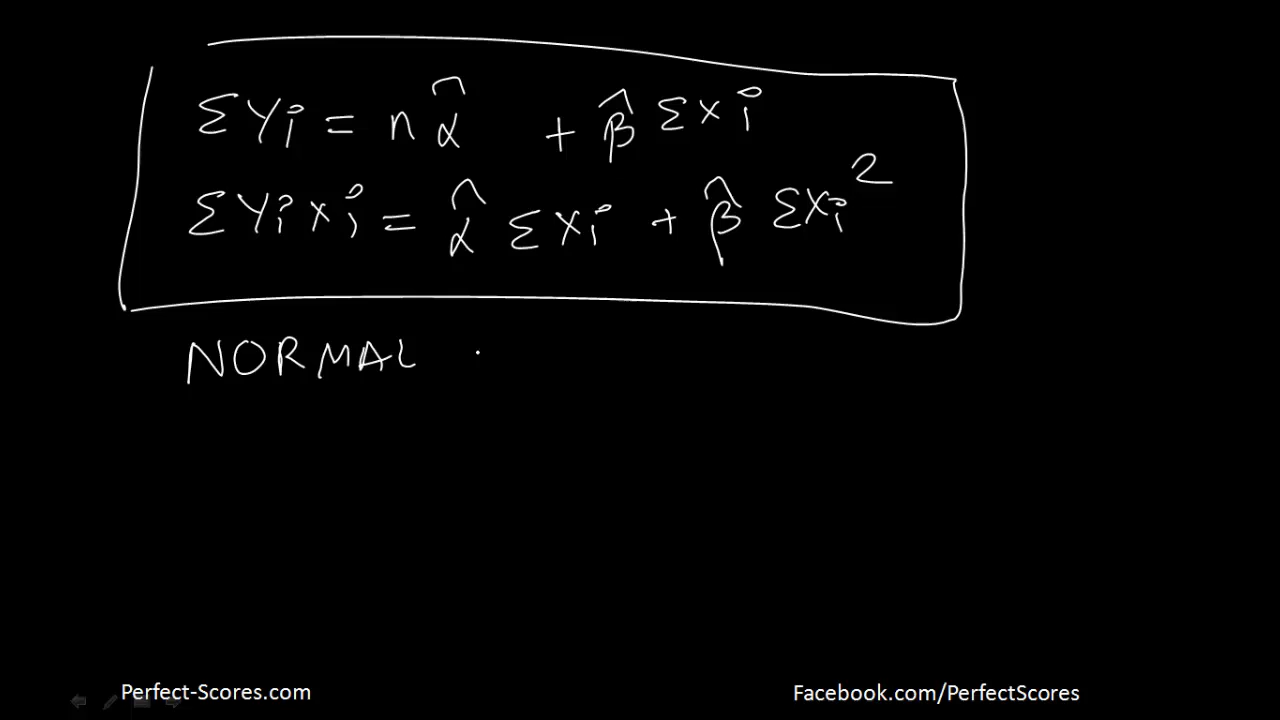 ΣYi = nα̂ + β̂ ΣXi
ΣYiXi = α̂ ΣXi + β̂ ΣXi²
NORMAL
Perfect-Scores.com
Facebook.com/PerfectScores